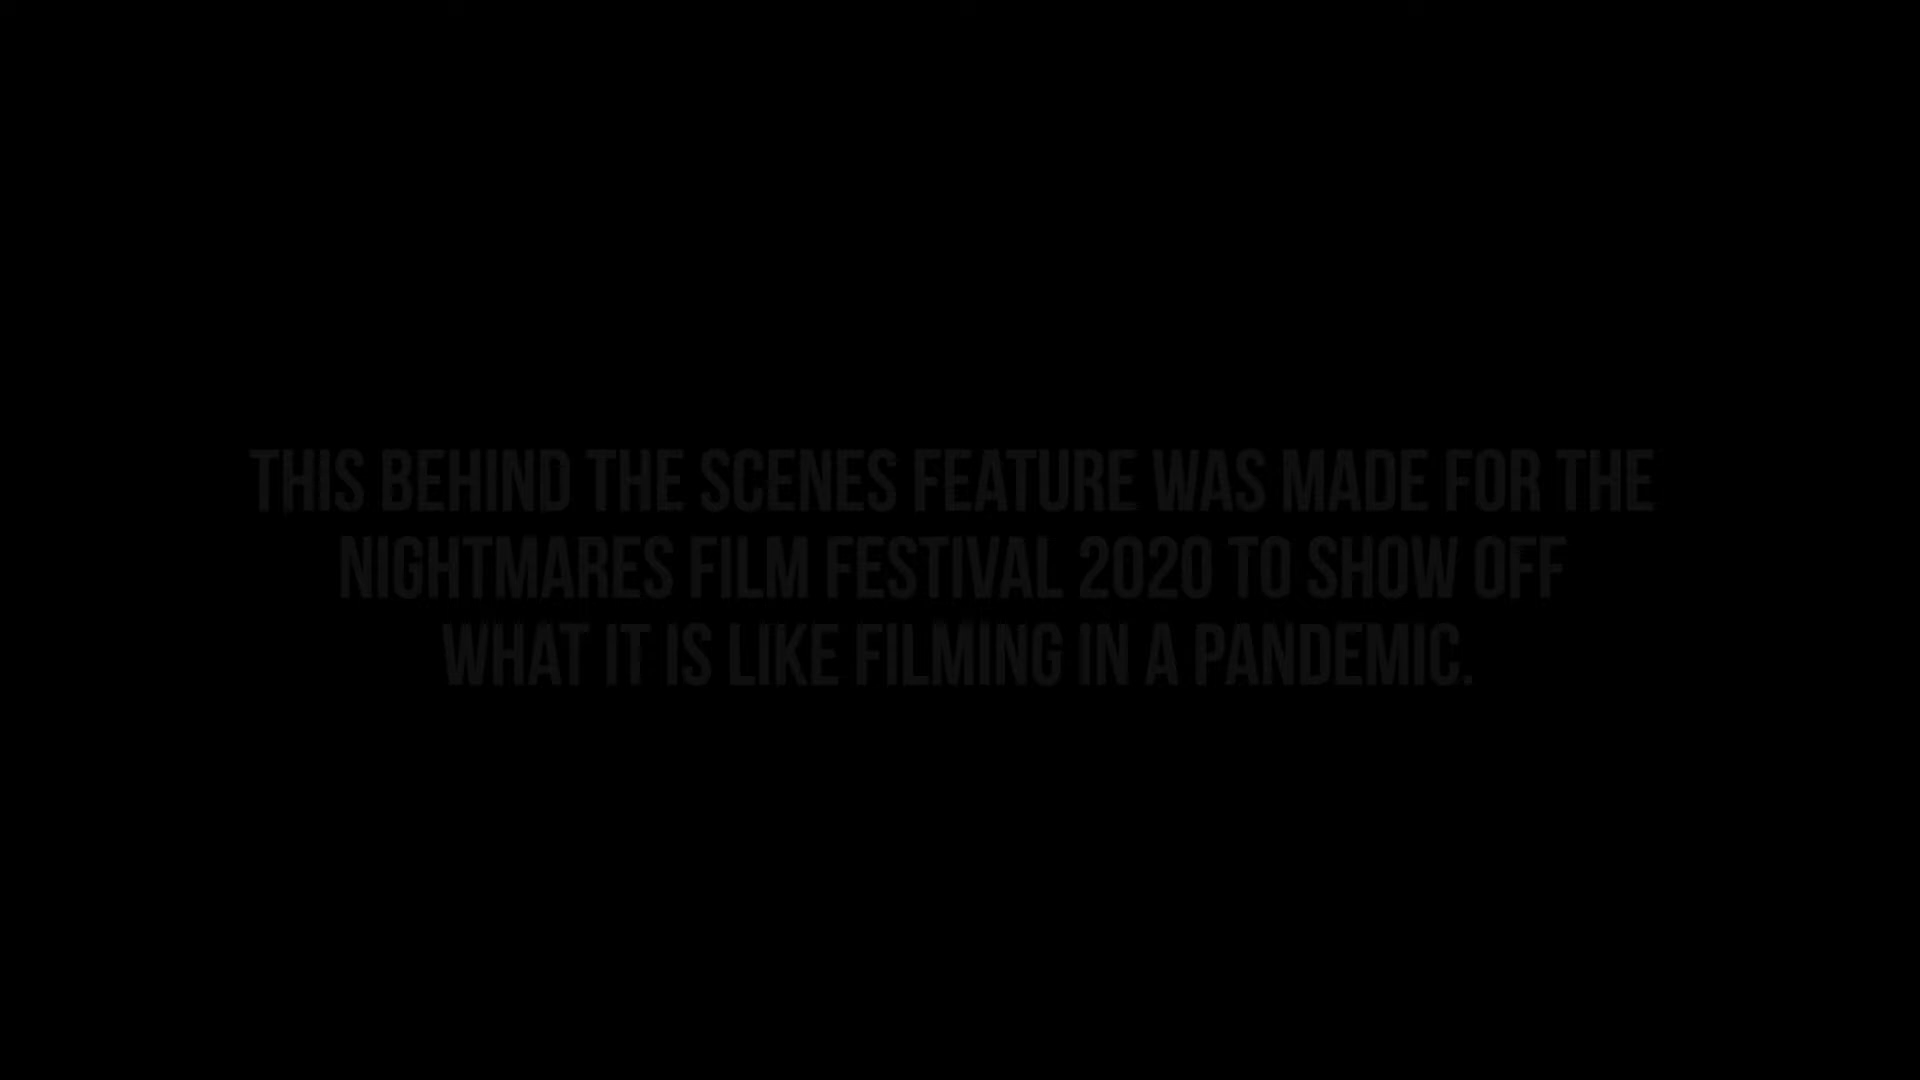 THIS BEHIND THE SCENES FEATURE WAS MADE FOR THE
NIGHTMARES FILM FESTIVAL 2020 TO SHOW OFF
WHAT IT IS LIKE FILMING IN A PANDEMIC.